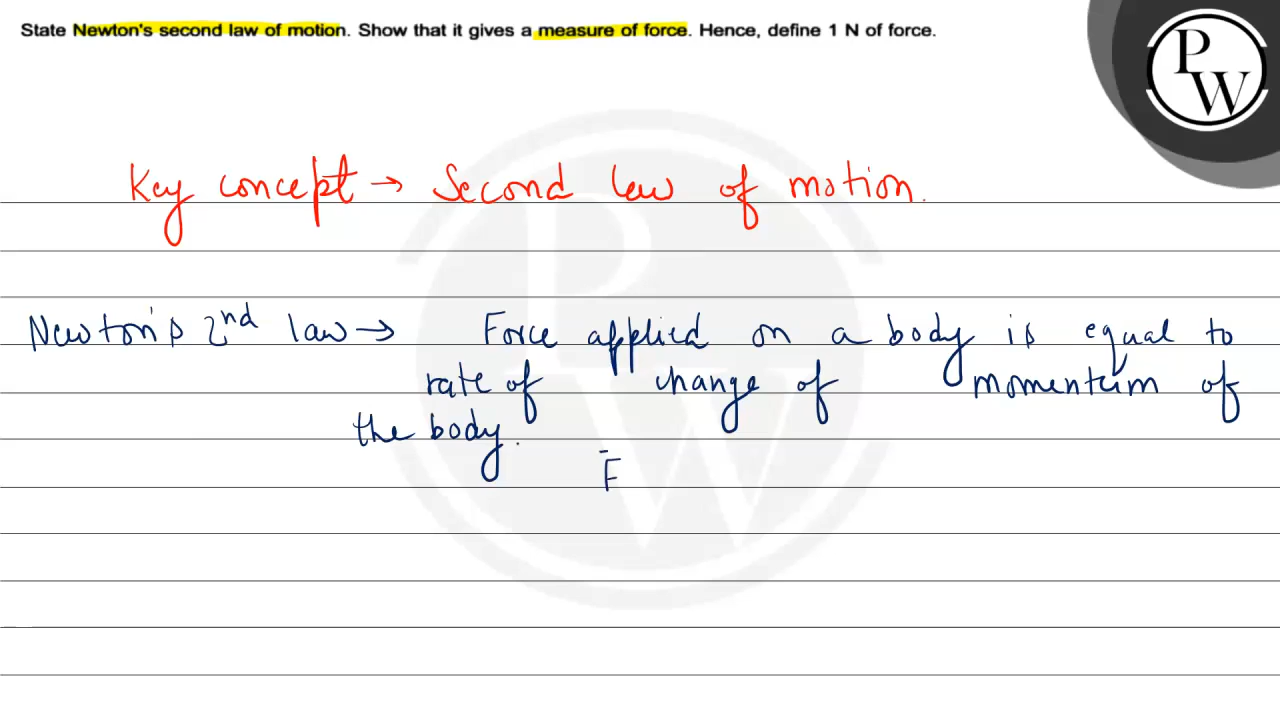 State Newton's second law of motion. Show that it gives a measure of force. Hence, define 1 N of force.
PW
Key concept → Second law of motion.
Newton's 2nd law → Force applied on a body is equal to
rate of change of momentum of
the body.
F̄